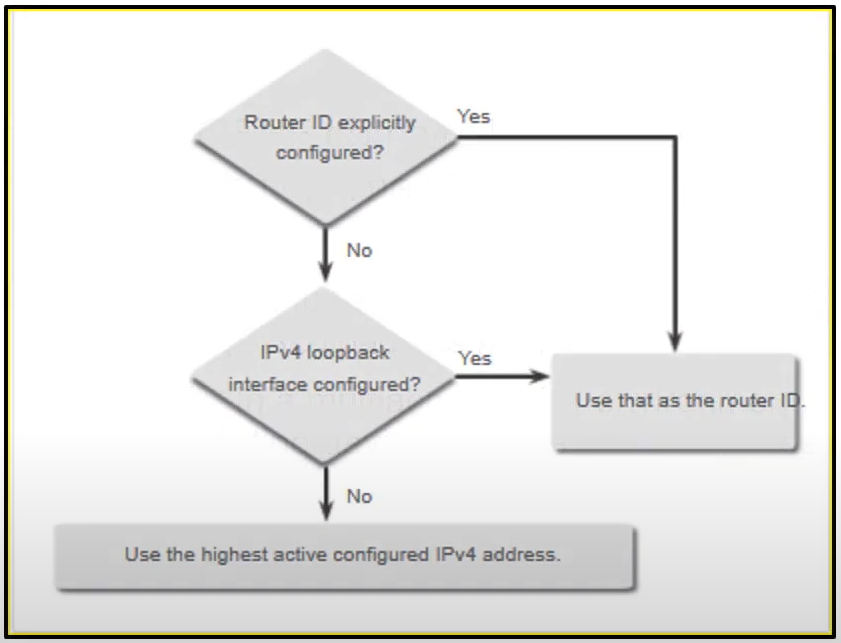 Router ID explicitly
configured?
Yes
No
IPv4 loopback
interface configured?
Yes
Use that as the router ID.
No
Use the highest active configured IPv4 address.